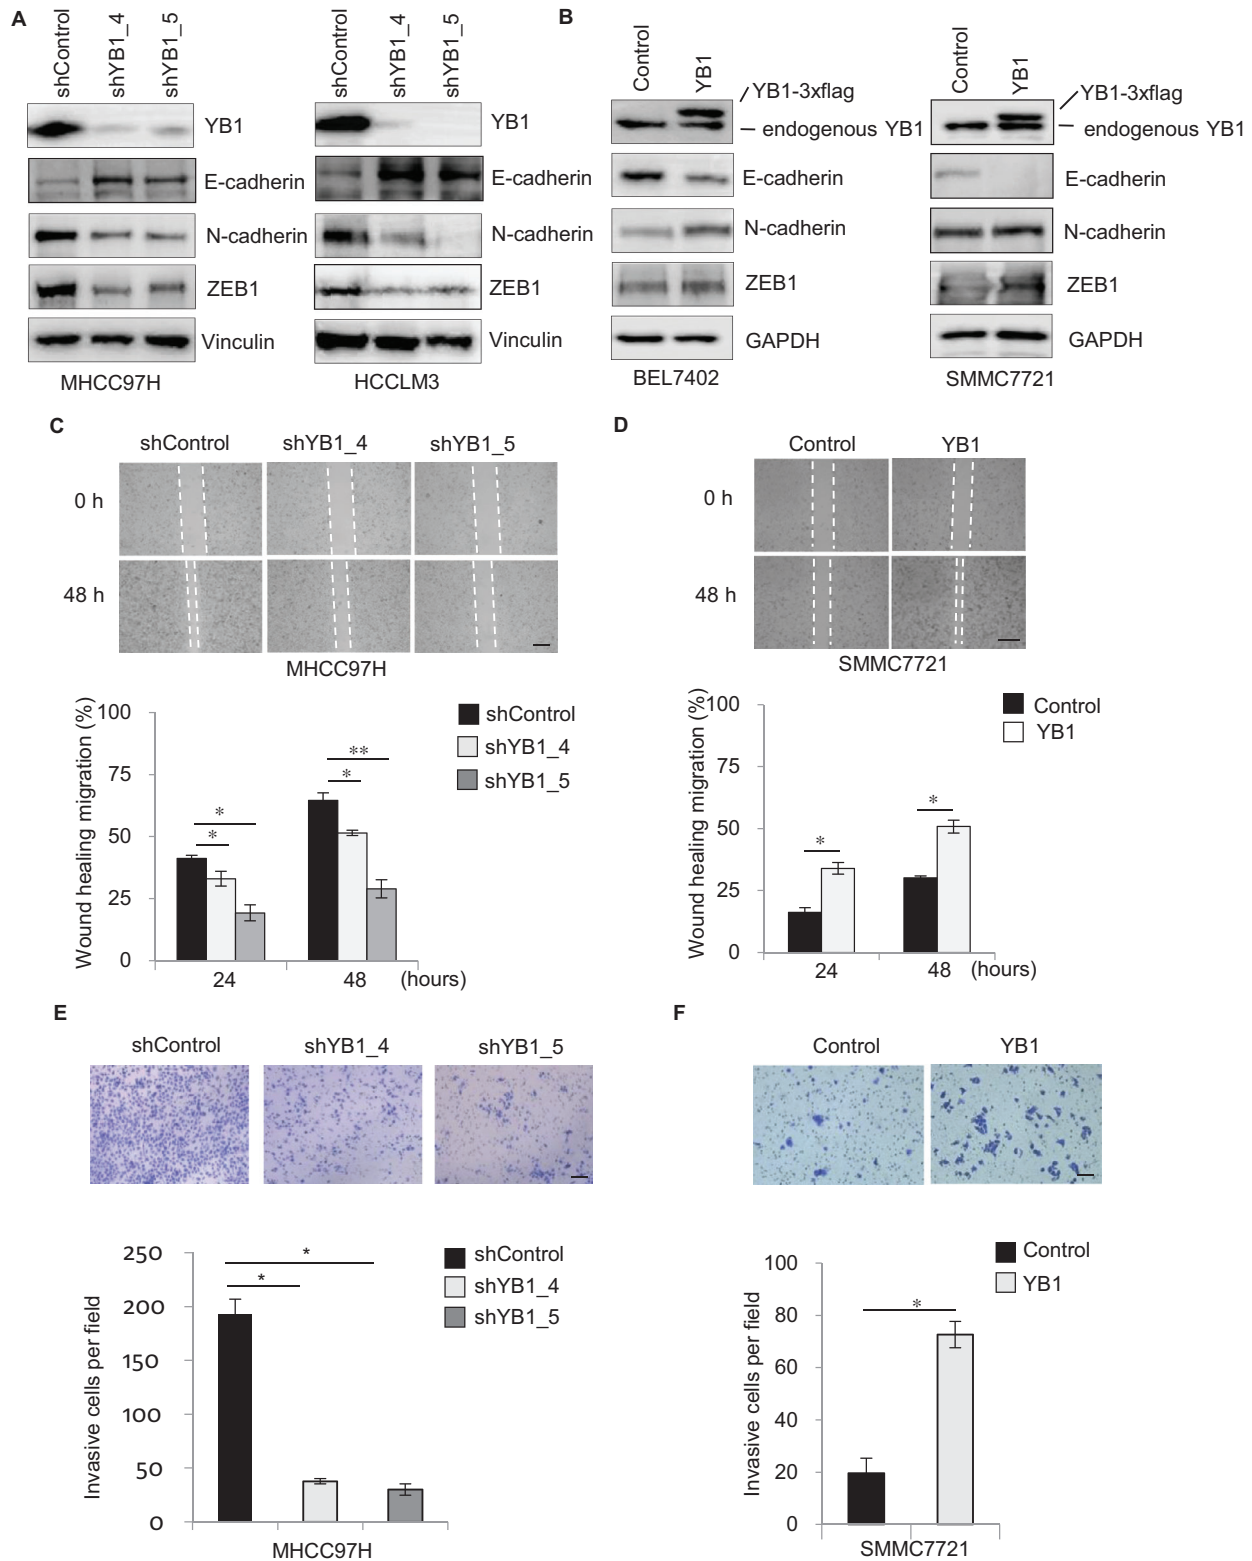 A
shControl
shYB1_4
shYB1_5
YB1
E-cadherin
N-cadherin
ZEB1
Vinculin
MHCC97H
shControl
shYB1_4
shYB1_5
YB1
E-cadherin
N-cadherin
ZEB1
Vinculin
HCCLM3
B
Control
YB1
YB1-3xflag
endogenous YB1
E-cadherin
N-cadherin
ZEB1
GAPDH
BEL7402
Control
YB1
YB1-3xflag
endogenous YB1
E-cadherin
N-cadherin
ZEB1
GAPDH
SMMC7721
C
shControl shYB1_4 shYB1_5
0 h
48 h
MHCC97H
Wound healing migration (%)
100
75
50
25
0
* *
* **
24 48 (hours)
shControl
shYB1_4
shYB1_5
D
Control YB1
0 h
48 h
SMMC7721
Wound healing migration (%)
100
75
50
25
0
* *
24 48 (hours)
Control
YB1
E
shControl shYB1_4 shYB1_5
Invasive cells per field
250
200
150
100
50
0
*
*
MHCC97H
shControl
shYB1_4
shYB1_5
F
Control YB1
Invasive cells per field
100
80
60
40
20
0
*
SMMC7721
Control
YB1